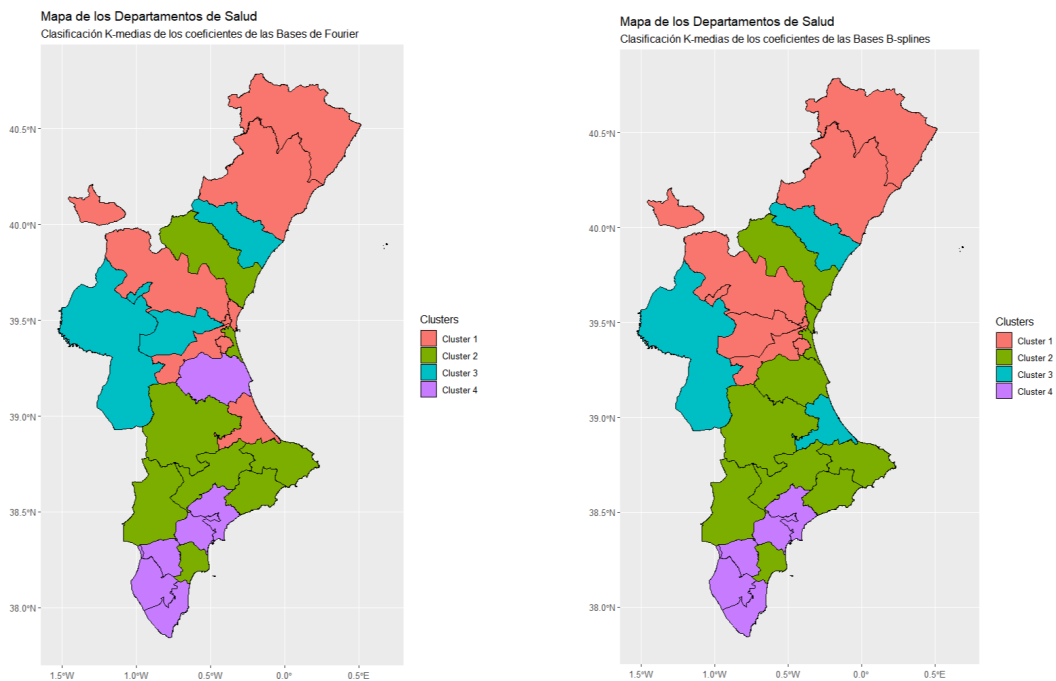 Mapa de los Departamentos de Salud
Clasificación K-medias de los coeficientes de las Bases de Fourier
40.5°N
40.0°N
39.5°N
39.0°N
38.5°N
38.0°N
1.5°W
1.0°W
0.5°W
0.0°
0.5°E
Clusters
Cluster 1
Cluster 2
Cluster 3
Cluster 4
Mapa de los Departamentos de Salud
Clasificación K-medias de los coeficientes de las Bases B-splines
40.5°N
40.0°N
39.5°N
39.0°N
38.5°N
38.0°N
1.5°W
1.0°W
0.5°W
0.0°
0.5°E
Clusters
Cluster 1
Cluster 2
Cluster 3
Cluster 4